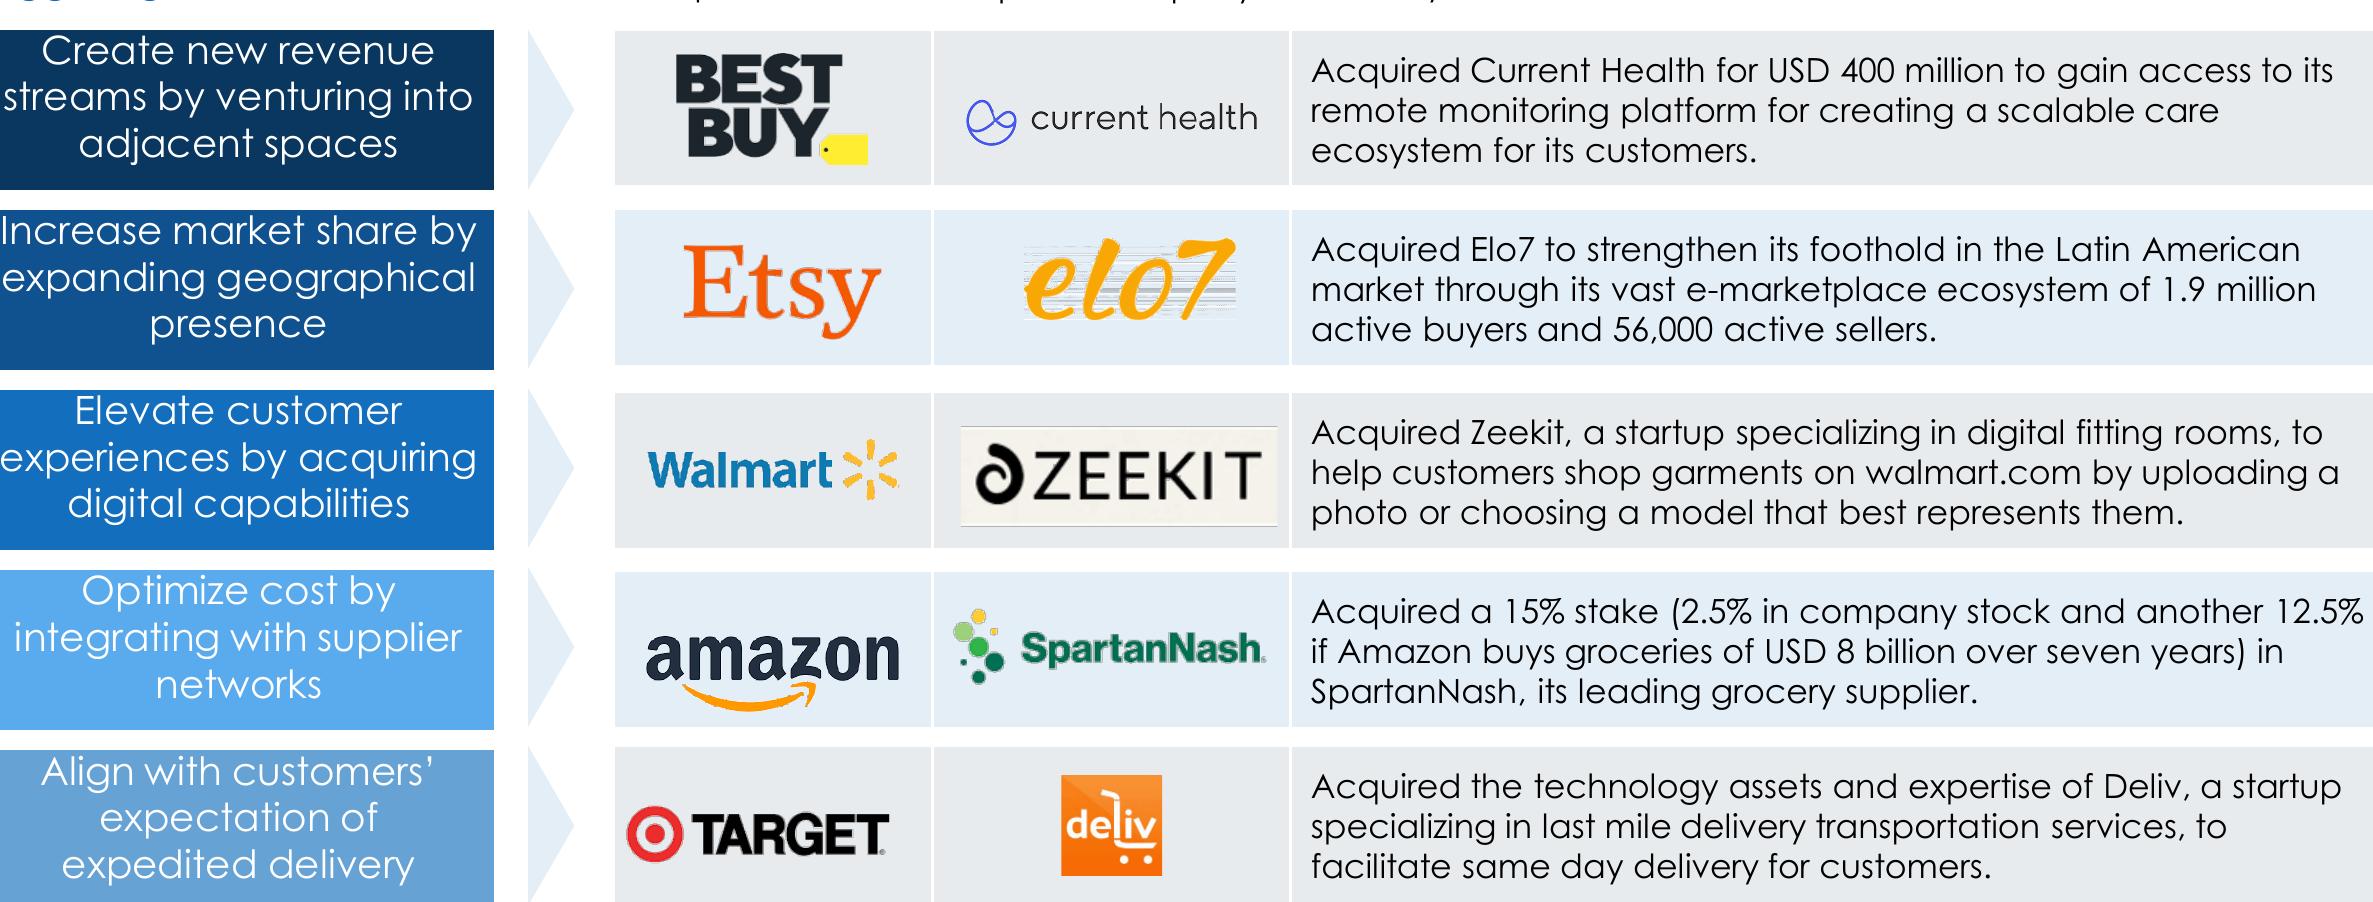 Create new revenue
streams by venturing into
adjacent spaces
BEST
BUY
current health
Acquired Current Health for USD 400 million to gain access to its
remote monitoring platform for creating a scalable care
ecosystem for its customers.
Increase market share by
expanding geographical
presence
Etsy
elo7
Acquired Elo7 to strengthen its foothold in the Latin American
market through its vast e-marketplace ecosystem of 1.9 million
active buyers and 56,000 active sellers.
Elevate customer
experiences by acquiring
digital capabilities
Walmart
ZEEKIT
Acquired Zeekit, a startup specializing in digital fitting rooms, to
help customers shop garments on walmart.com by uploading a
photo or choosing a model that best represents them.
Optimize cost by
integrating with supplier
networks
amazon
SpartanNash
Acquired a 15% stake (2.5% in company stock and another 12.5%
if Amazon buys groceries of USD 8 billion over seven years) in
SpartanNash, its leading grocery supplier.
Align with customers’
expectation of
expedited delivery
TARGET
deliv
Acquired the technology assets and expertise of Deliv, a startup
specializing in last mile delivery transportation services, to
facilitate same day delivery for customers.